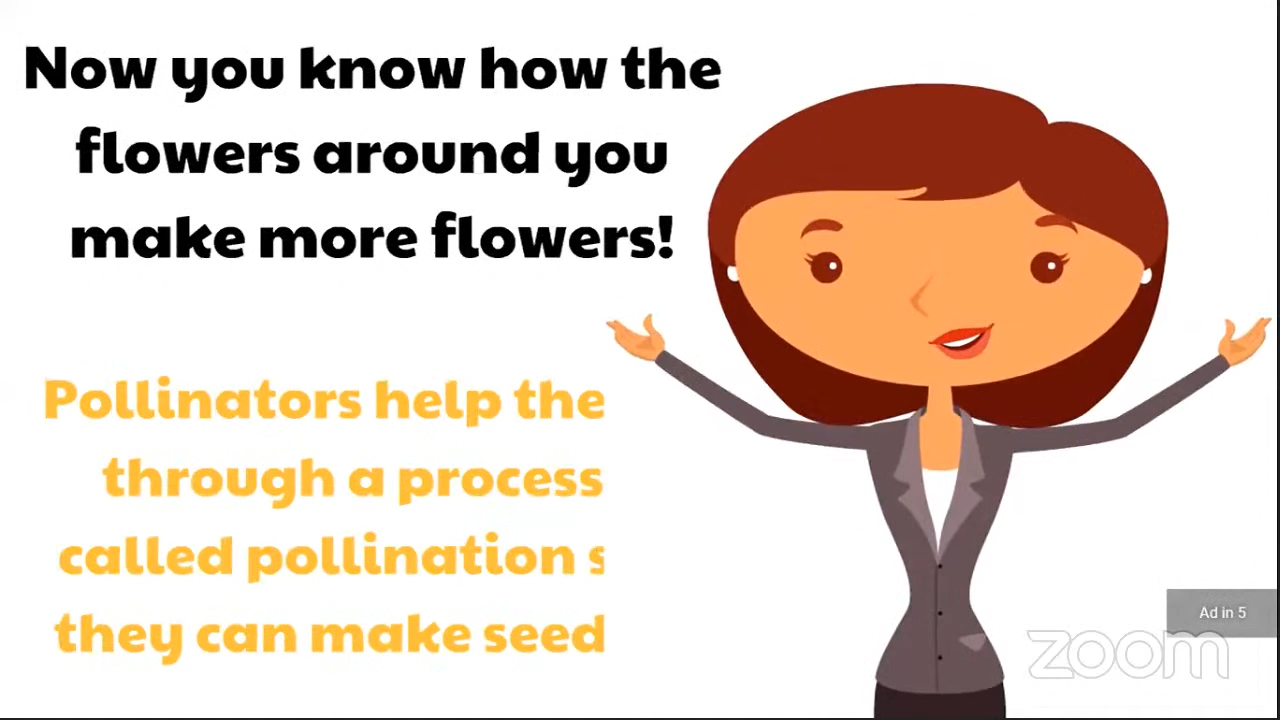 Now you know how the
flowers around you
make more flowers!
Pollinators help the
through a process
called pollination s
they can make seed
Ad in 5
zoom